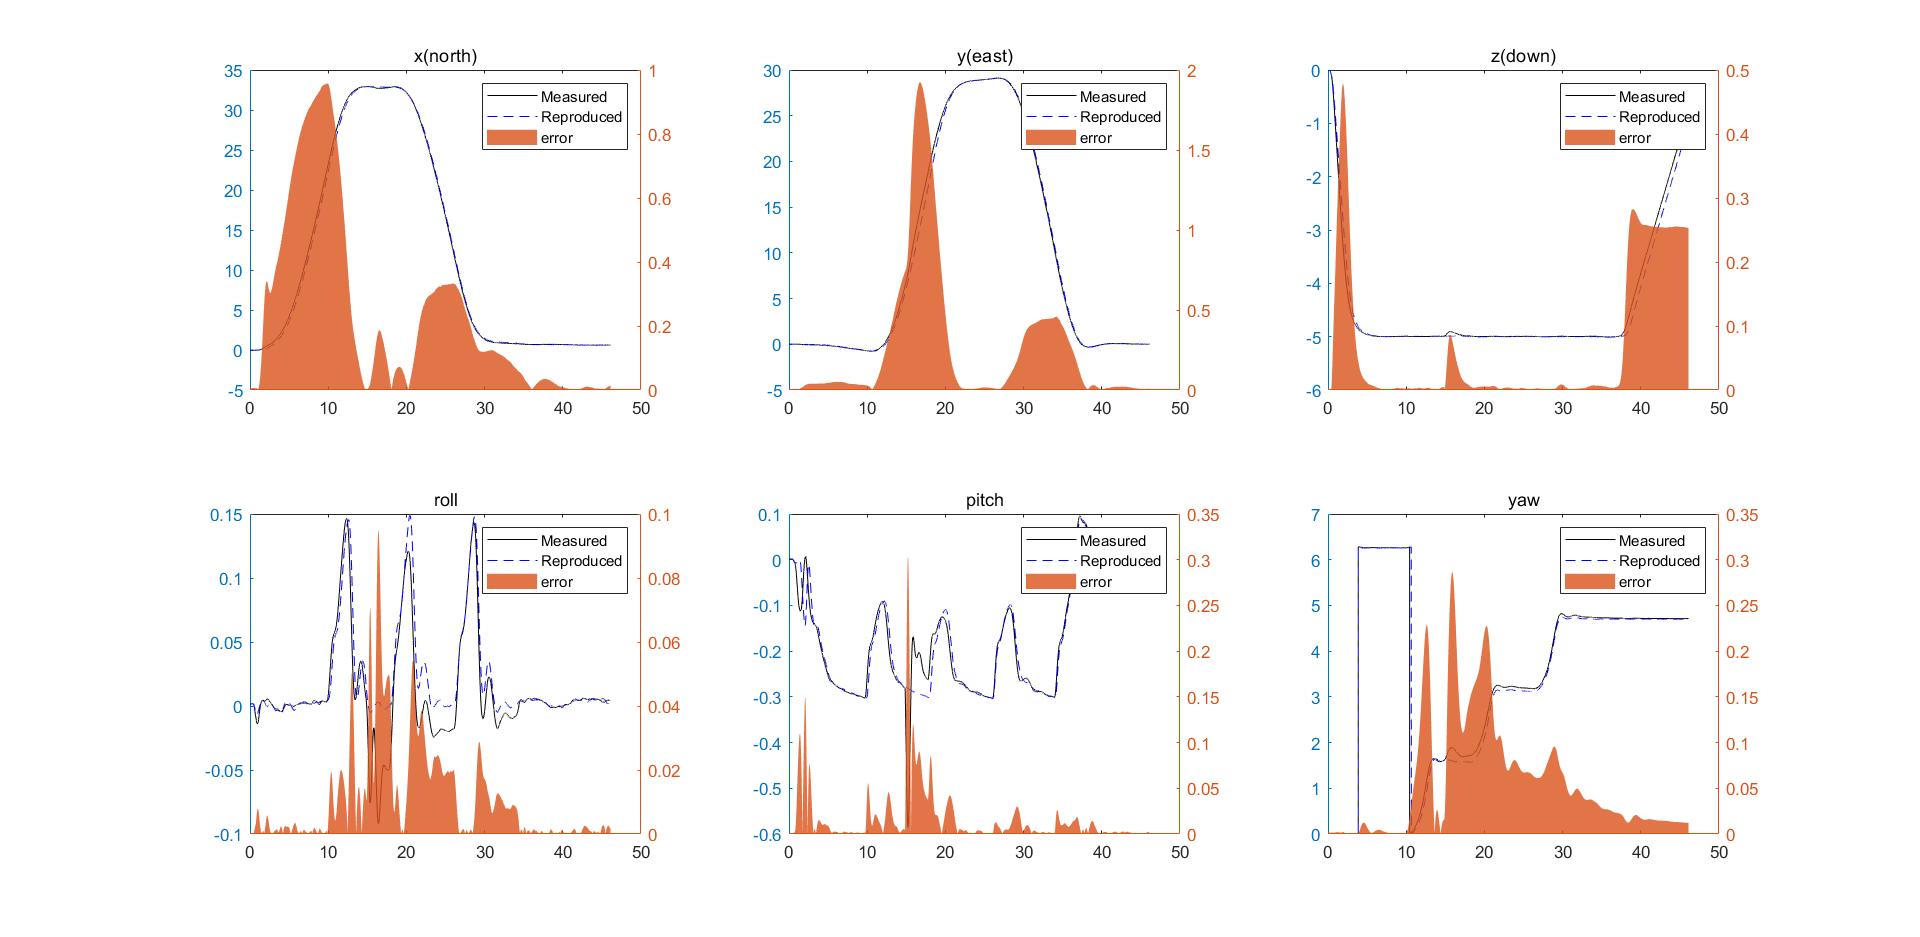 x(north)
35
30
25
20
15
10
5
0
-5
1
0.8
0.6
0.4
0.2
0
0 10 20 30 40 50
Measured
Reproduced
error
y(east)
30
25
20
15
10
5
0
-5
2
1.5
1
0.5
0
0 10 20 30 40 50
Measured
Reproduced
error
z(down)
0
-1
-2
-3
-4
-5
-6
0.5
0.4
0.3
0.2
0.1
0
0 10 20 30 40 50
Measured
Reproduced
error
roll
0.15
0.1
0.05
0
-0.05
-0.1
0.1
0.08
0.06
0.04
0.02
0
0 10 20 30 40 50
Measured
Reproduced
error
pitch
0.1
0
-0.1
-0.2
-0.3
-0.4
-0.5
-0.6
0.35
0.3
0.25
0.2
0.15
0.1
0.05
0
0 10 20 30 40 50
Measured
Reproduced
error
yaw
7
6
5
4
3
2
1
0
0.35
0.3
0.25
0.2
0.15
0.1
0.05
0
0 10 20 30 40 50
Measured
Reproduced
error